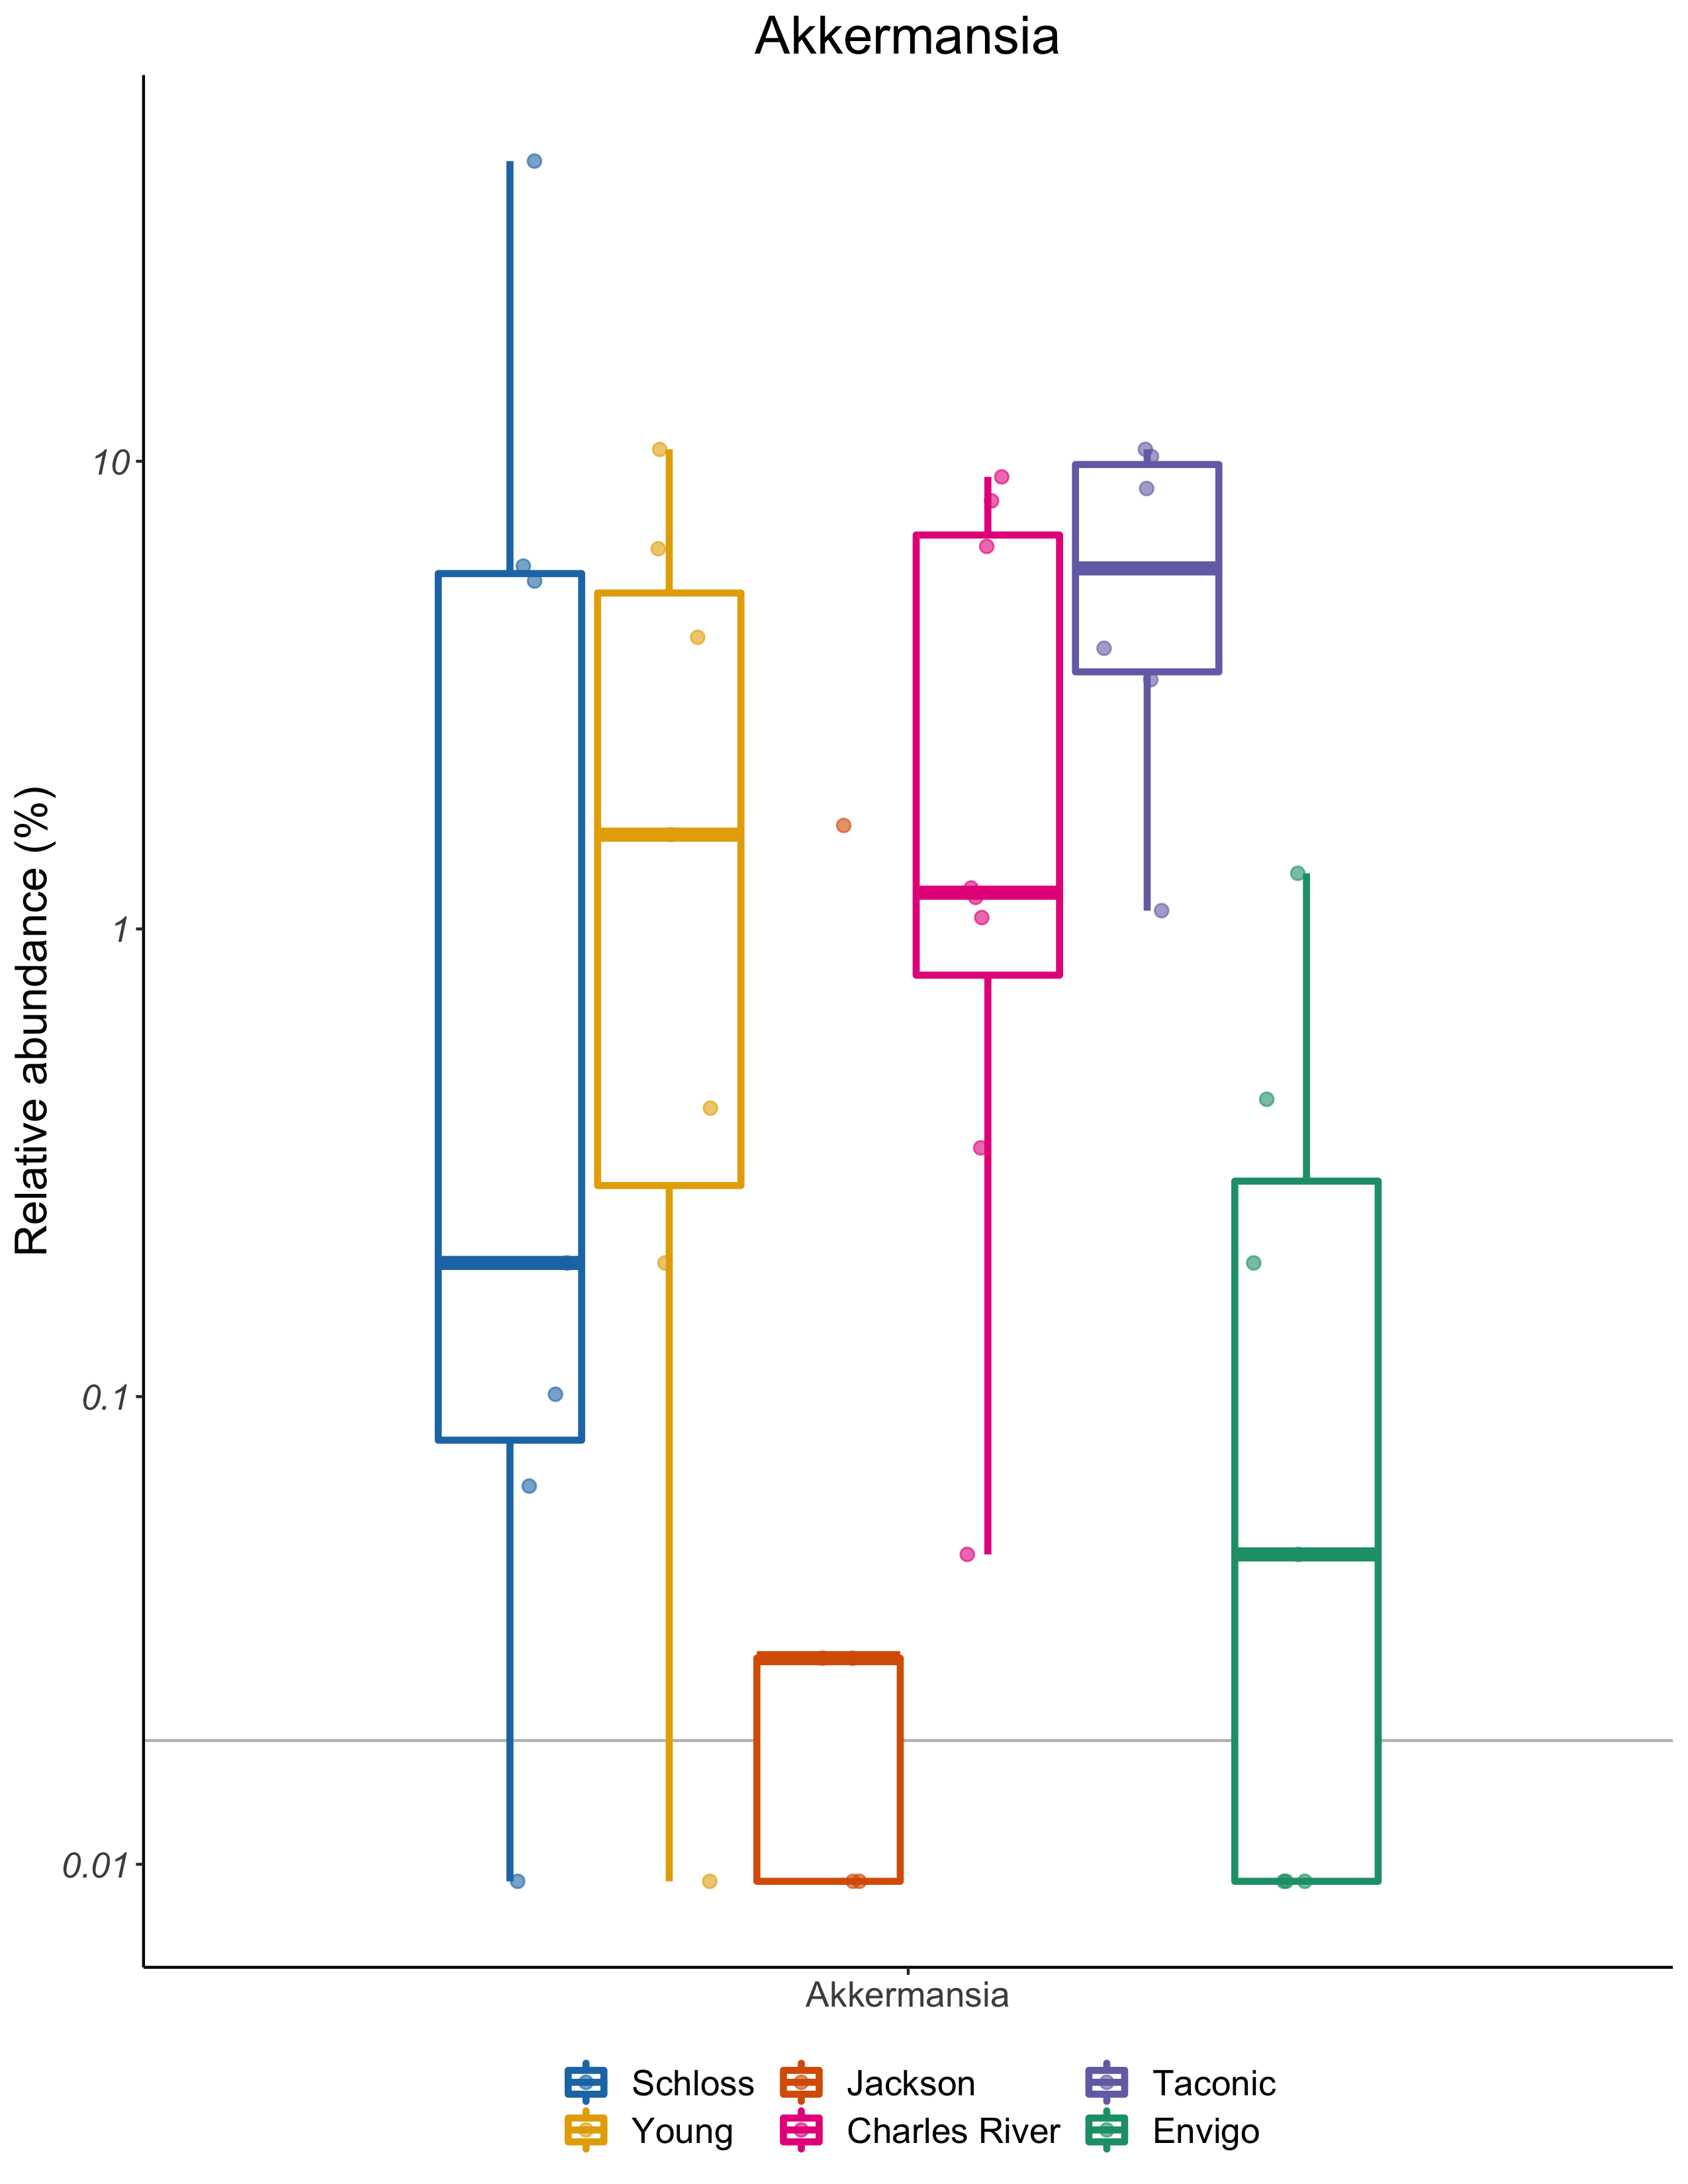 Akkermansia
Relative abundance (%)
10
1
0.1
0.01
Akkermansia
Schloss
Jackson
Taconic
Young
Charles River
Envigo